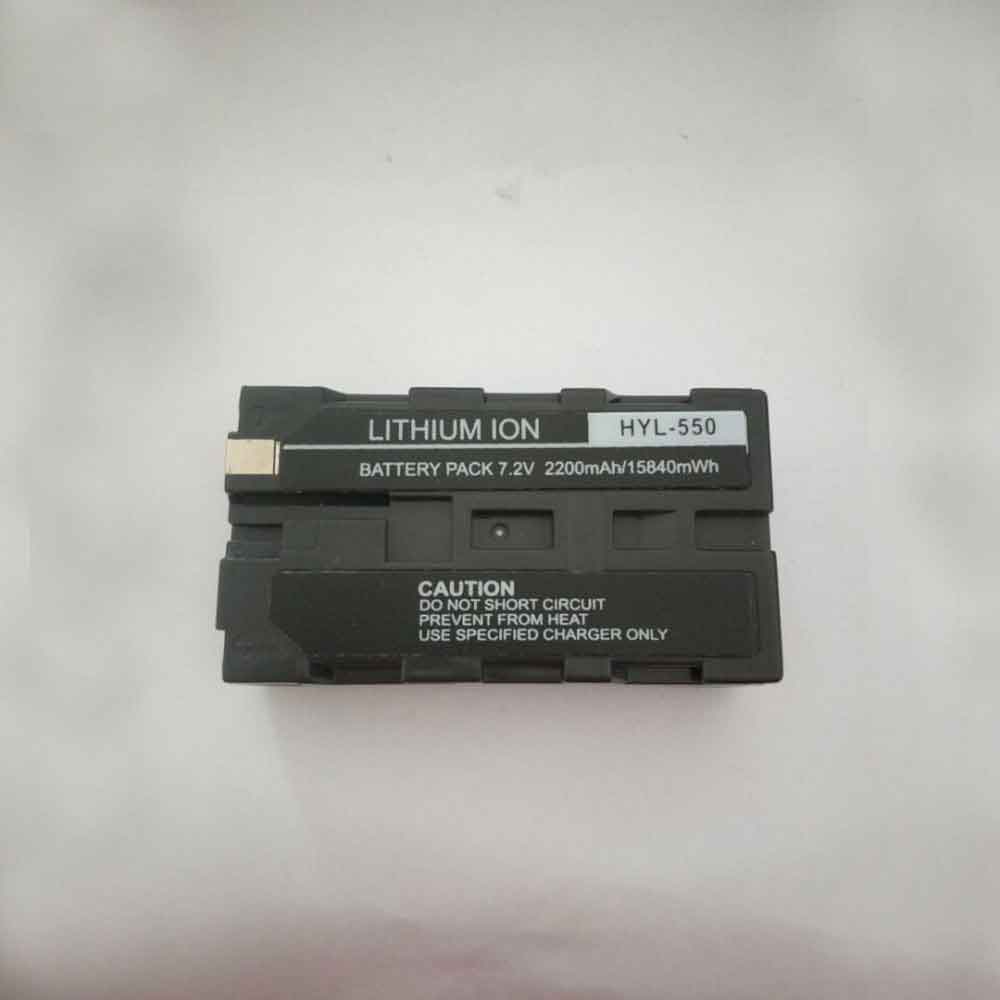 LITHIUM ION HYL-550
BATTERY PACK 7.2V 2200mAh/15840mWh
CAUTION
DO NOT SHORT CIRCUIT
PREVENT FROM HEAT
USE SPECIFIED CHARGER ONLY